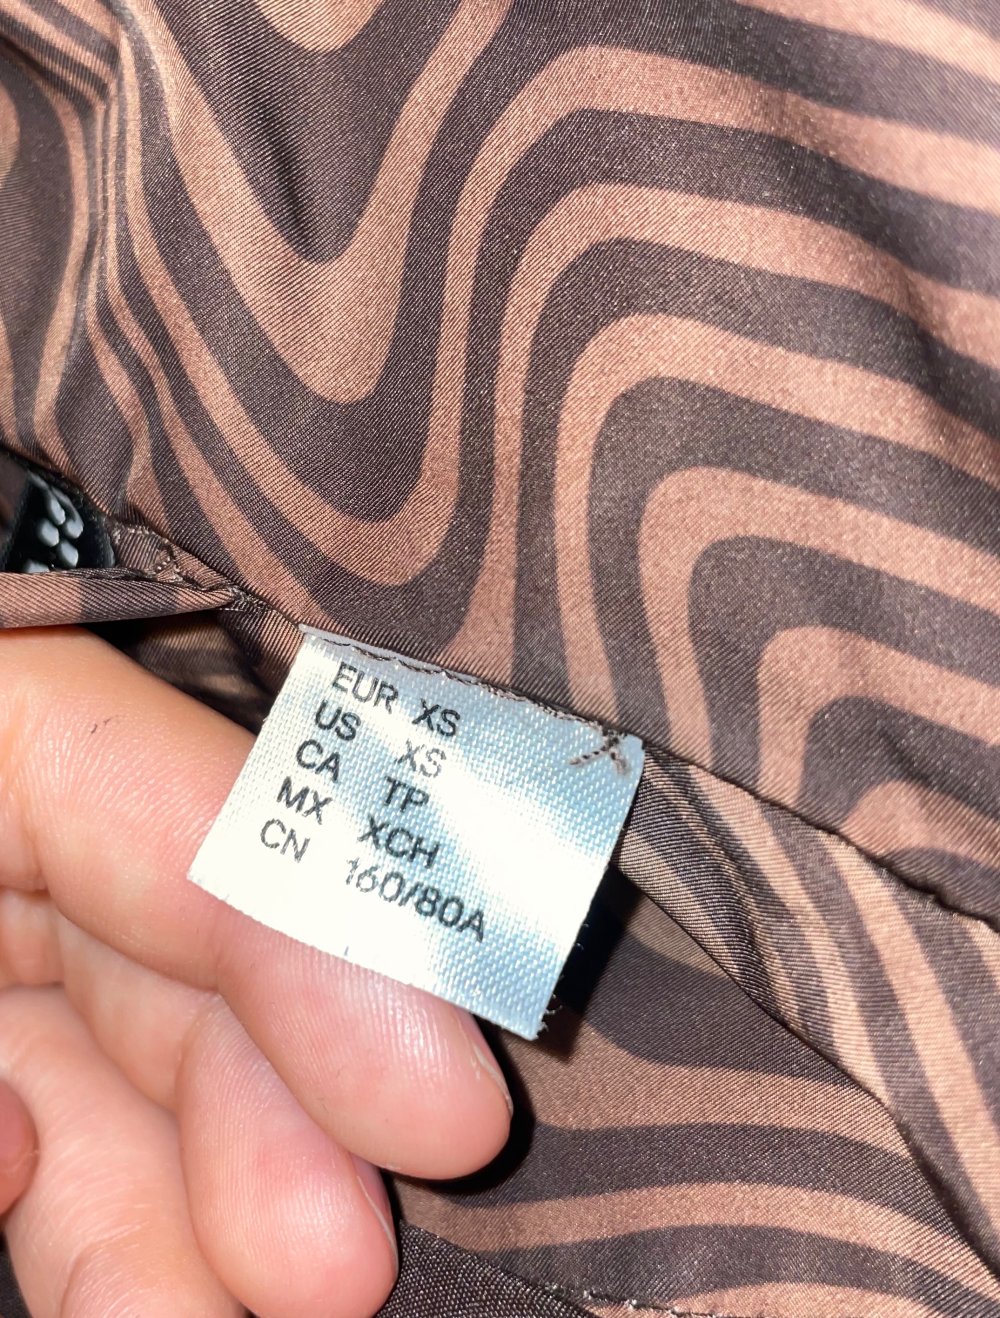 EUR XS
US XS
CA TP
MX XCH
CN 160/80A